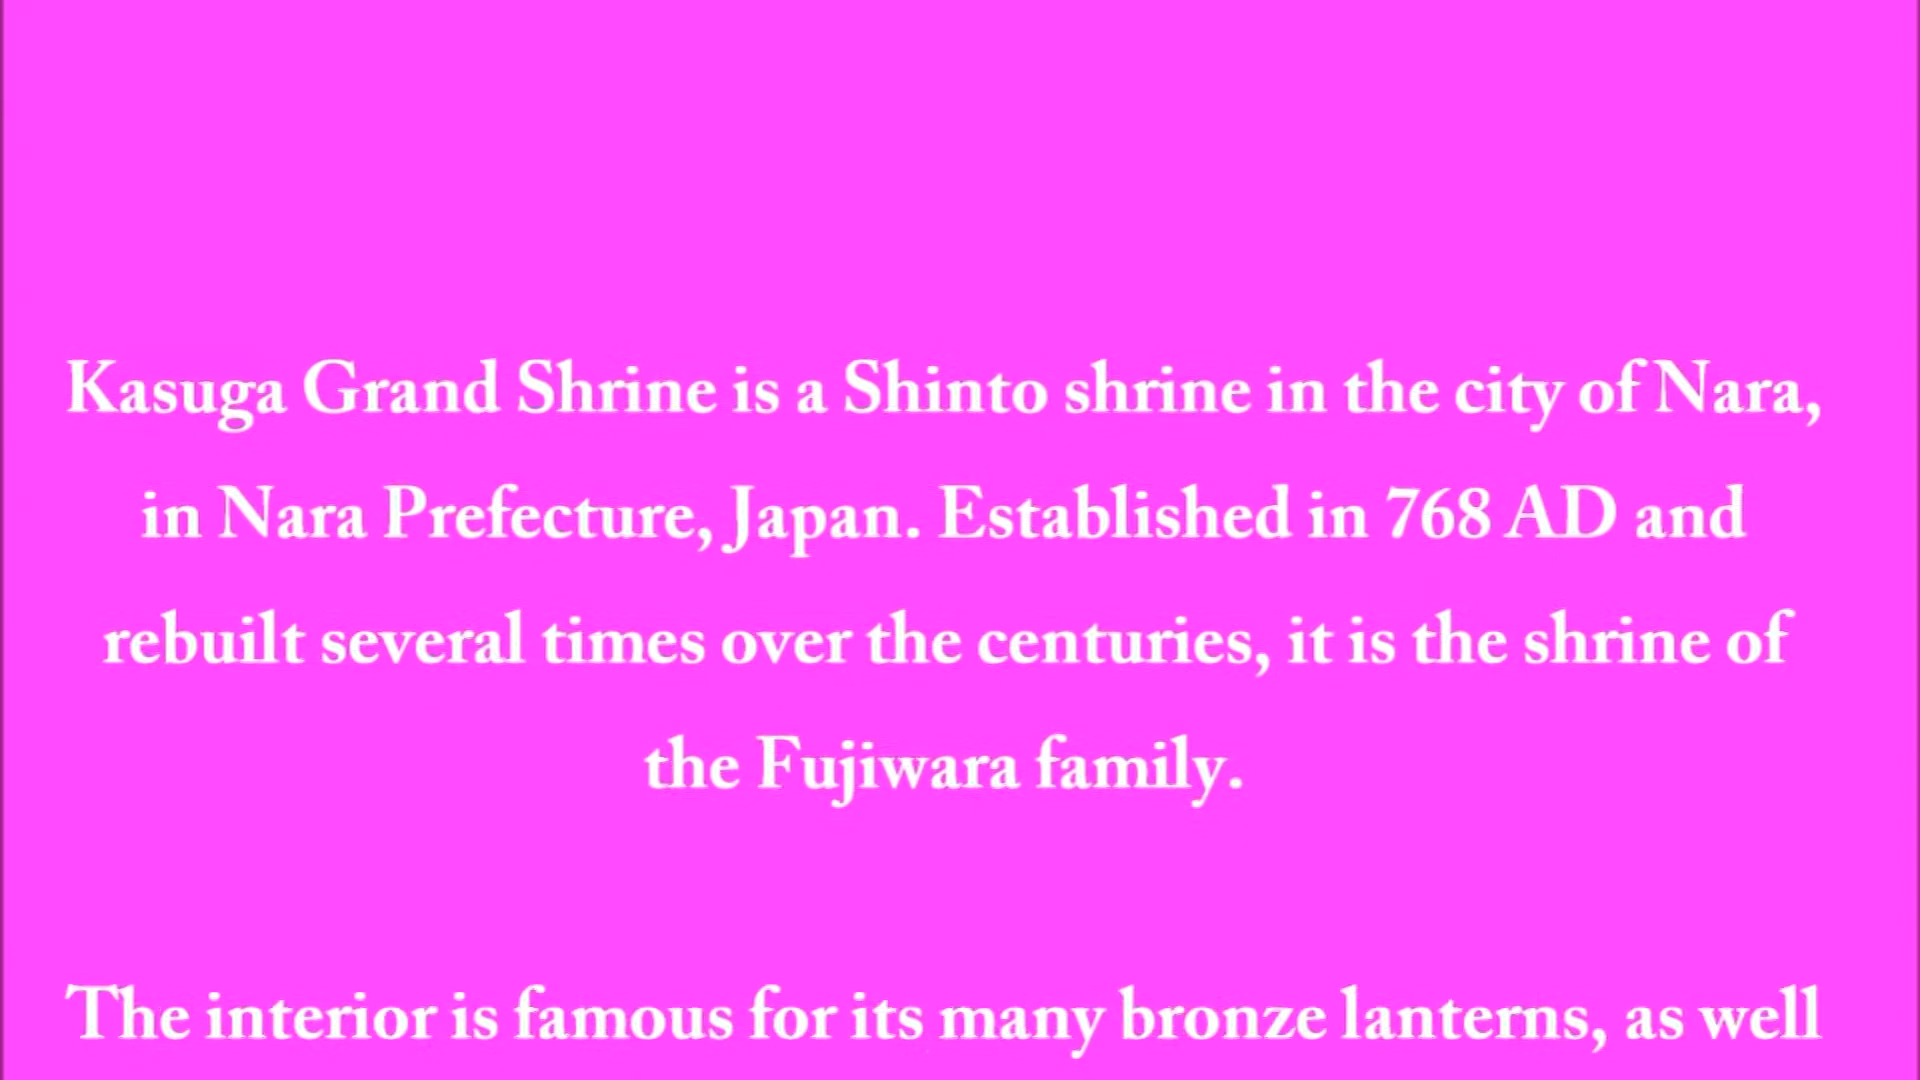 Kasuga Grand Shrine is a Shinto shrine in the city of Nara,
in Nara Prefecture, Japan. Established in 768 AD and
rebuilt several times over the centuries, it is the shrine of
the Fujiwara family.
The interior is famous for its many bronze lanterns, as well